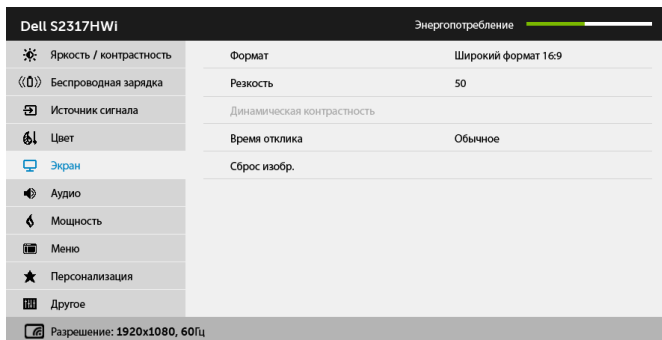 Dell S2317HWi
Энергопотребление
Яркость / контрастность
Формат
Широкий формат 16:9
Беспроводная зарядка
Резкость
50
Источник сигнала
Динамическая контрастность
Цвет
Время отклика
Обычное
Экран
Сброс изобр.
Аудио
Мощность
Меню
Персонализация
Другое
Разрешение: 1920x1080, 60Гц